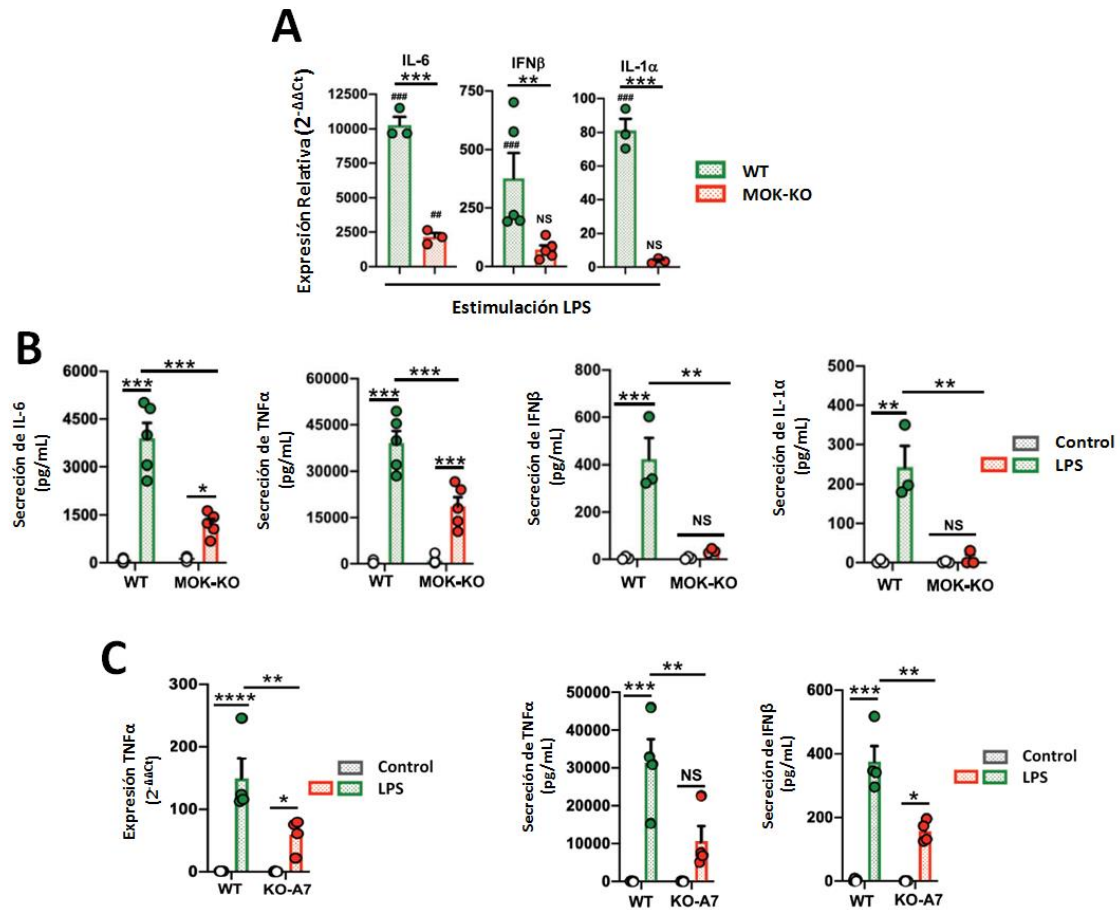 A
IL-6 IFNβ IL-1α
*** ** ***
Expresión Relativa (2-ΔΔCt)
12500
10000
7500
5000
2500
0
###
##
750
500
250
0
###
NS
100
80
60
40
20
0
###
NS
WT
MOK-KO
Estimulación LPS
B
Secreción de IL-6
(pg/mL)
6000
4500
3000
1500
0
***
***
*
WT MOK-KO
Secreción de TNFα
(pg/mL)
60000
45000
30000
15000
0
***
***
***
WT MOK-KO
Secreción de IFNβ
(pg/mL)
800
600
400
200
0
**
***
NS
WT MOK-KO
Secreción de IL-1α
(pg/mL)
500
400
300
200
100
0
**
**
NS
WT MOK-KO
Control
LPS
C
Expresión TNFα
(2-ΔΔCt)
300
200
100
0
**
****
*
WT KO-A7
Control
LPS
Secreción de TNFα
(pg/mL)
50000
40000
30000
20000
10000
0
**
***
NS
WT KO-A7
Secreción de IFNβ
(pg/mL)
600
400
200
0
**
***
*
WT KO-A7
Control
LPS